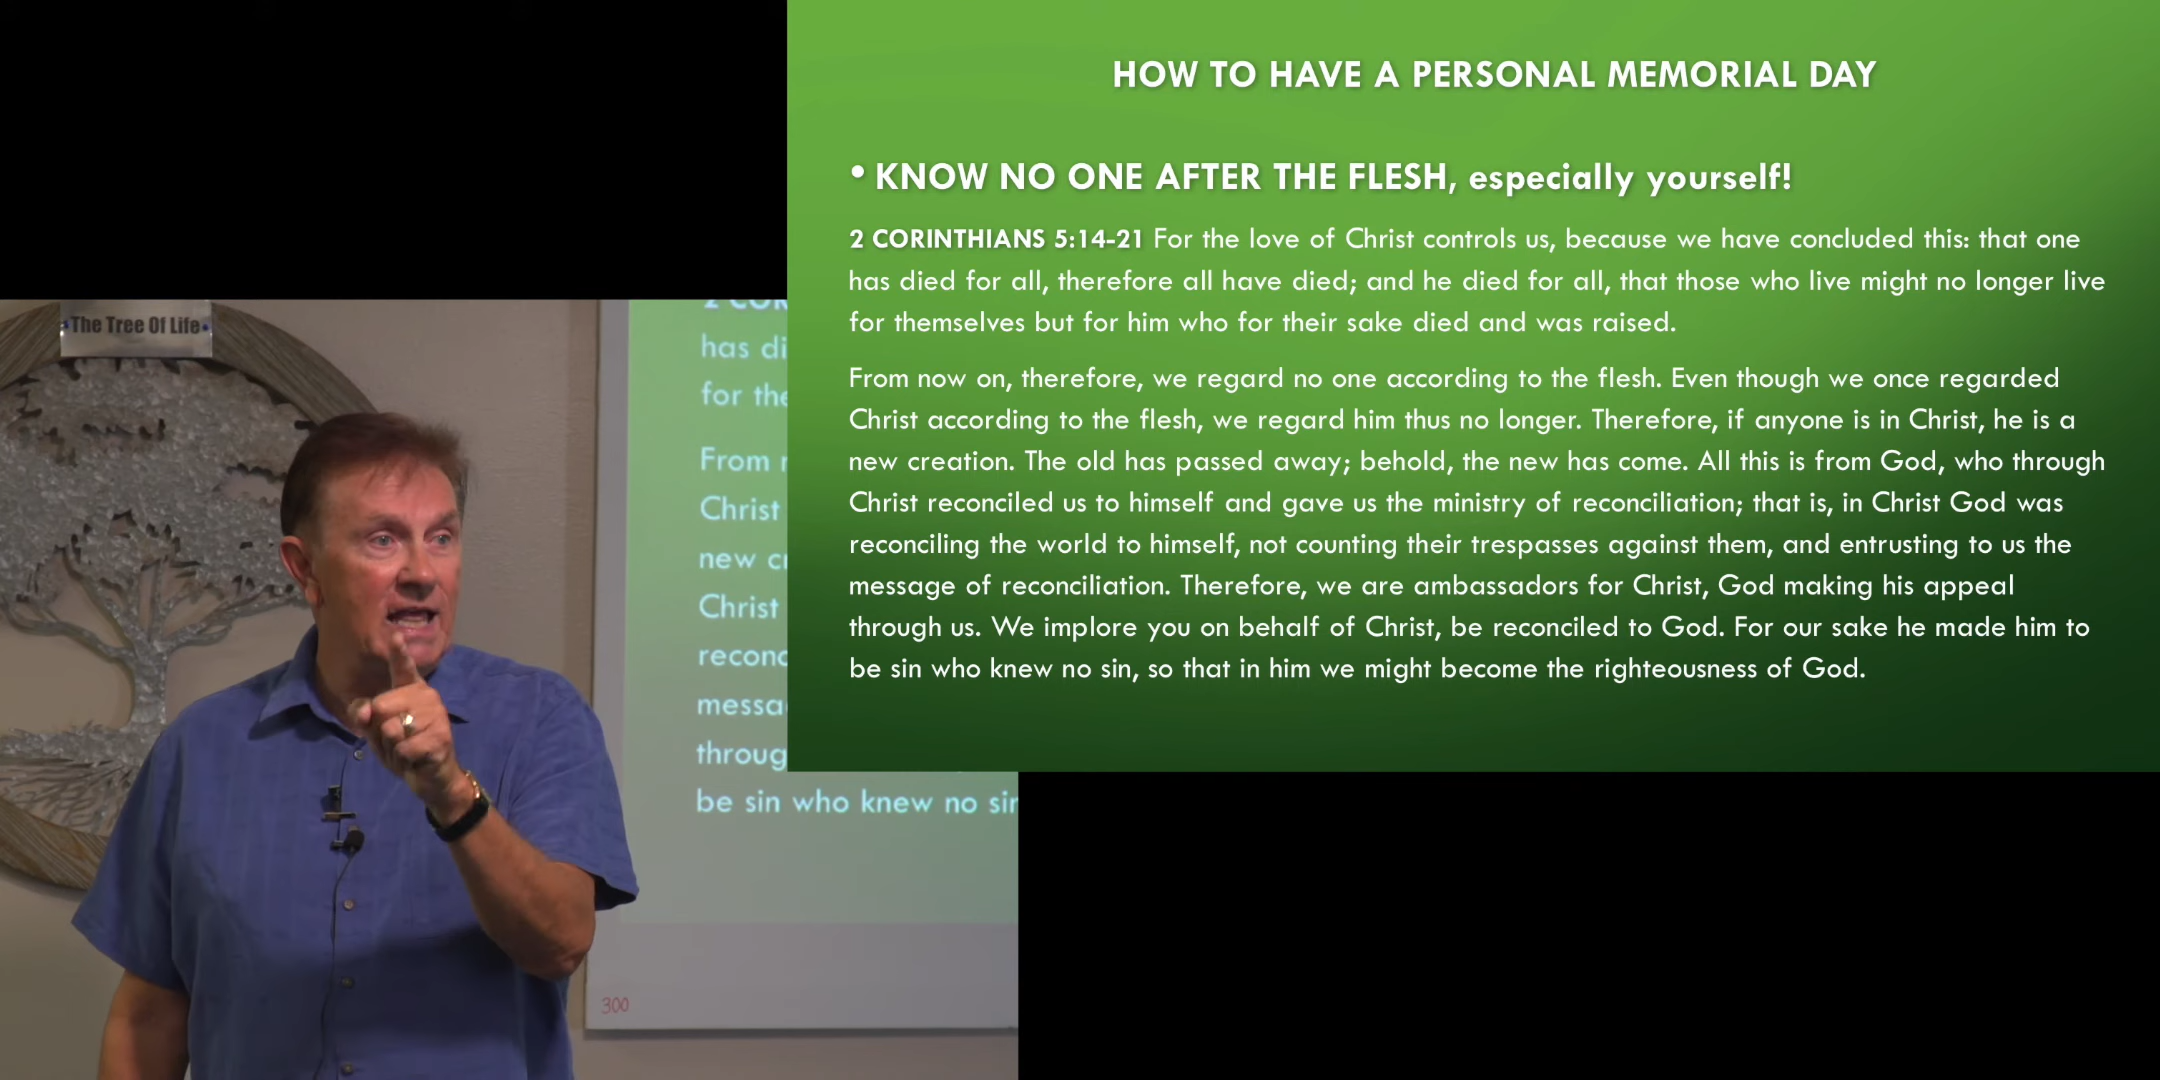 HOW TO HAVE A PERSONAL MEMORIAL DAY
• KNOW NO ONE AFTER THE FLESH, especially yourself!
2 CORINTHIANS 5:14-21 For the love of Christ controls us, because we have concluded this: that one
has died for all, therefore all have died; and he died for all, that those who live might no longer live
for themselves but for him who for their sake died and was raised.
From now on, therefore, we regard no one according to the flesh. Even though we once regarded
Christ according to the flesh, we regard him thus no longer. Therefore, if anyone is in Christ, he is a
new creation. The old has passed away; behold, the new has come. All this is from God, who through
Christ reconciled us to himself and gave us the ministry of reconciliation; that is, in Christ God was
reconciling the world to himself, not counting their trespasses against them, and entrusting to us the
message of reconciliation. Therefore, we are ambassadors for Christ, God making his appeal
through us. We implore you on behalf of Christ, be reconciled to God. For our sake he made him to
be sin who knew no sin, so that in him we might become the righteousness of God.
The Tree Of Life
has di
for the
From
Christ
new
Christ
recon
messa
throug
be sin who knew no sin
300